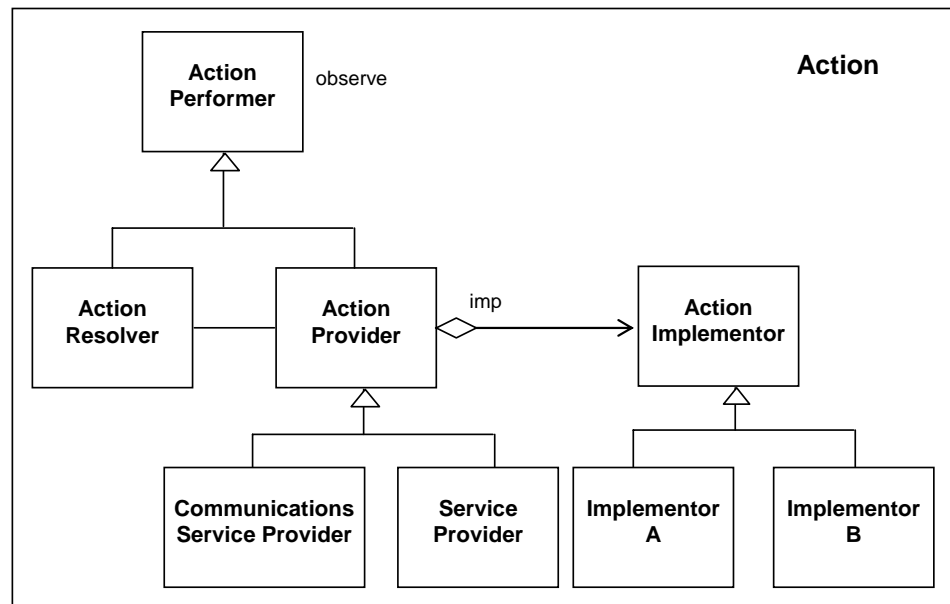 Action
Performer
observe
Action
Action
Resolver
Action
Provider
imp
Action
Implementor
Communications
Service Provider
Service
Provider
Implementor
A
Implementor
B